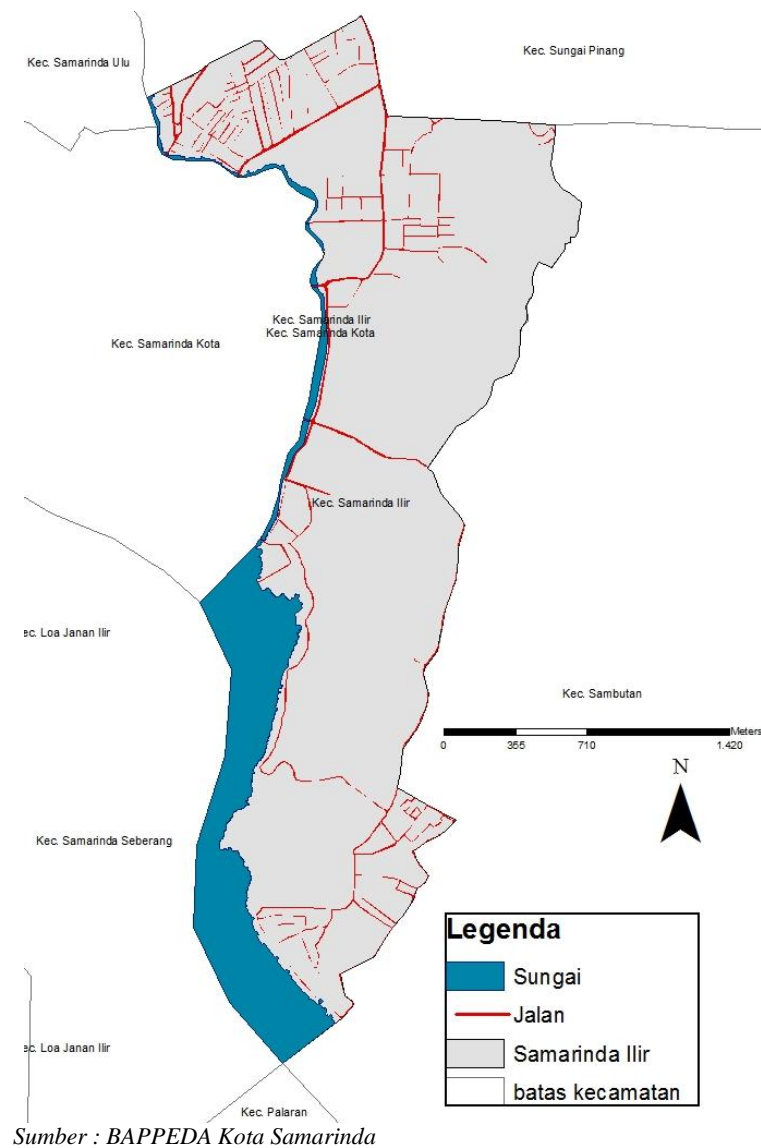 Kec. Samarinda Ulu
Kec. Sungai Pinang
Kec. Samarinda Ilir
Kec. Samarinda Kota
Kec. Samarinda Kota
Kec. Samarinda Ilir
ec. Loa Janan Ilir
Kec. Sambutan
Meters
0 355 710 1.420
N
Kec. Samarinda Seberang
Legenda
Sungai
Jalan
Samarinda Ilir
batas kecamatan
ec. Loa Janan Ilir
Kec. Palaran
Sumber : BAPPEDA Kota Samarinda